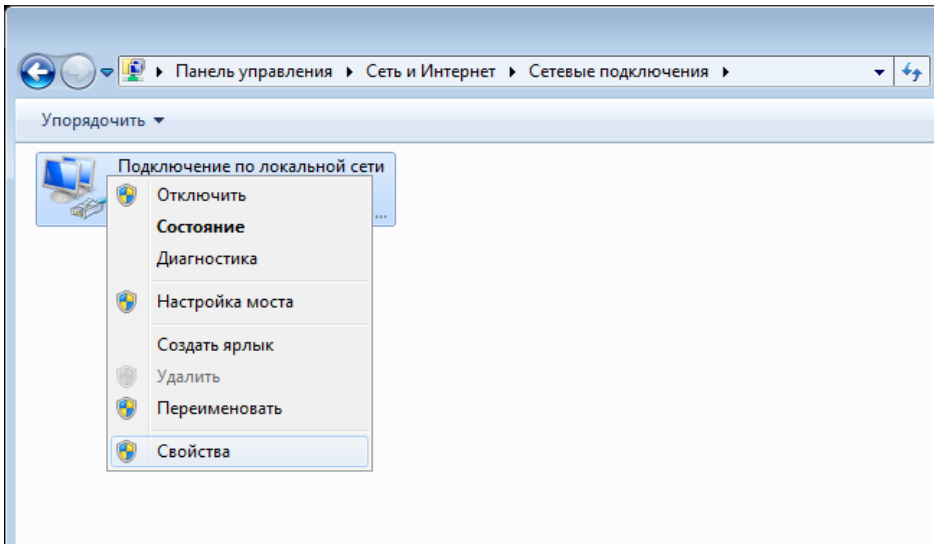 Панель управления Сеть и Интернет Сетевые подключения
Упорядочить
Подключение по локальной сети
Отключить
...
Состояние
Диагностика
Настройка моста
Создать ярлык
Удалить
Переименовать
Свойства